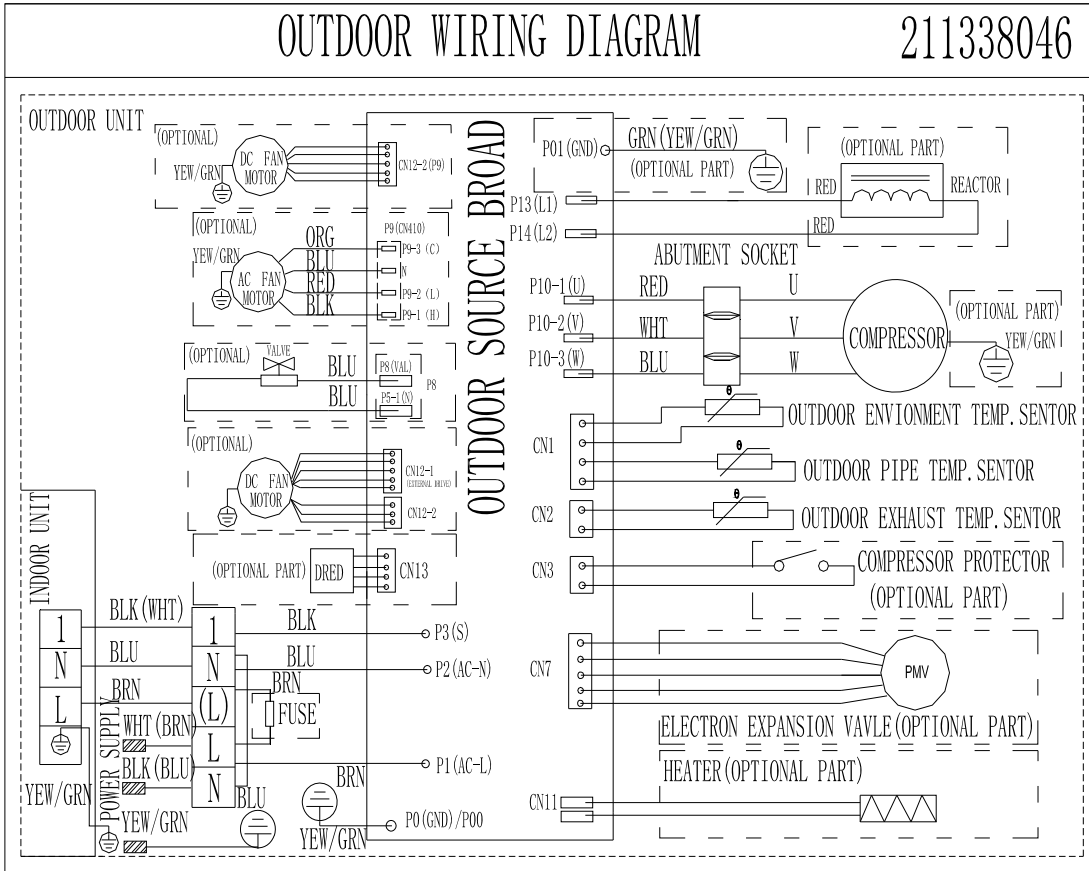 OUTDOOR WIRING DIAGRAM
211338046
OUTDOOR UNIT
(OPTIONAL)
YEW/GRN
DC FAN
MOTOR
CN12-2(P9)
(OPTIONAL)
YEW/GRN
AC FAN
MOTOR
ORG
BLU
RED
BLK
P9(CN410)
P9-3 (C)
N
P9-2 (L)
P9-1 (H)
(OPTIONAL)
VALVE
BLU
BLU
P8(VAL)
P5-1(N)
P8
(OPTIONAL)
DC FAN
MOTOR
CN12-1
(EXTERNAL DRIVE)
CN12-2
(OPTIONAL PART)
DRED
CN13
OUTDOOR SOURCE BROAD
P01(GND)
GRN(YEW/GRN)
(OPTIONAL PART)
P13(L1)
P14(L2)
(OPTIONAL PART)
RED
REACTOR
RED
ABUTMENT SOCKET
P10-1(U)
RED
U
P10-2(V)
WHT
V
P10-3(W)
BLU
W
COMPRESSOR
(OPTIONAL PART)
YEW/GRN
CN1
θ
OUTDOOR ENVIONMENT TEMP.SENTOR
θ
OUTDOOR PIPE TEMP.SENTOR
CN2
θ
OUTDOOR EXHAUST TEMP.SENTOR
CN3
COMPRESSOR PROTECTOR
(OPTIONAL PART)
CN7
PMV
ELECTRON EXPANSION VAVLE(OPTIONAL PART)
HEATER(OPTIONAL PART)
CN11
INDOOR UNIT
1
N
L
YEW/GRN
BLK(WHT)
BLU
BRN
POWER SUPPLY
WHT(BRN)
BLK(BLU)
YEW/GRN
1
N
(L)
L
N
BLK
BLU
BRN
FUSE
BLU
BRN
YEW/GRN
P3(S)
P2(AC-N)
P1(AC-L)
P0(GND)/P00